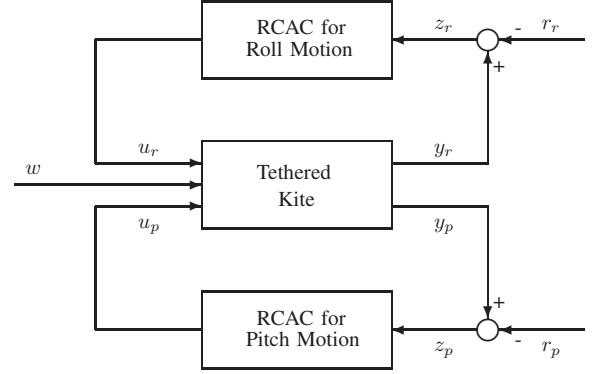 RCAC for
Roll Motion
z_r
-
r_r
+
u_r
y_r
w
Tethered
Kite
u_p
y_p
+
RCAC for
Pitch Motion
z_p
-
r_p